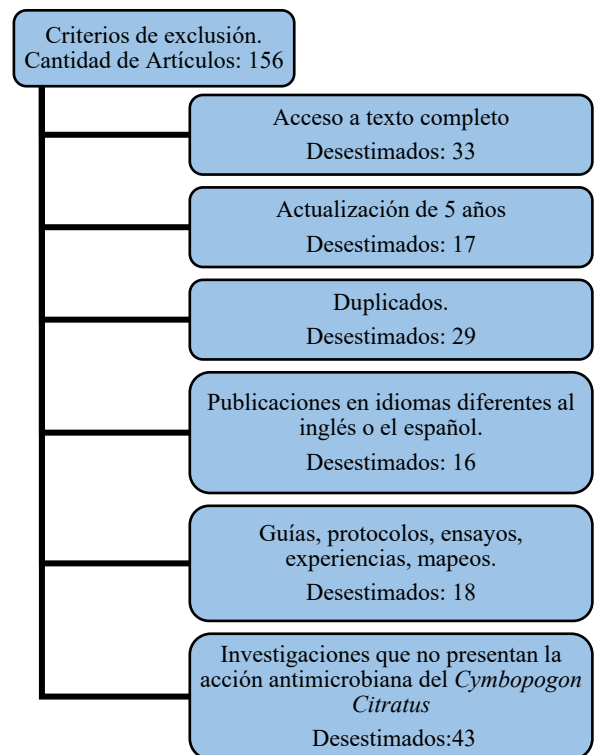 Criterios de exclusión.
Cantidad de Artículos: 156
Acceso a texto completo
Desestimados: 33
Actualización de 5 años
Desestimados: 17
Duplicados.
Desestimados: 29
Publicaciones en idiomas diferentes al
inglés o el español.
Desestimados: 16
Guías, protocolos, ensayos,
experiencias, mapeos.
Desestimados: 18
Investigaciones que no presentan la
acción antimicrobiana del Cymbopogon
Citratus
Desestimados:43